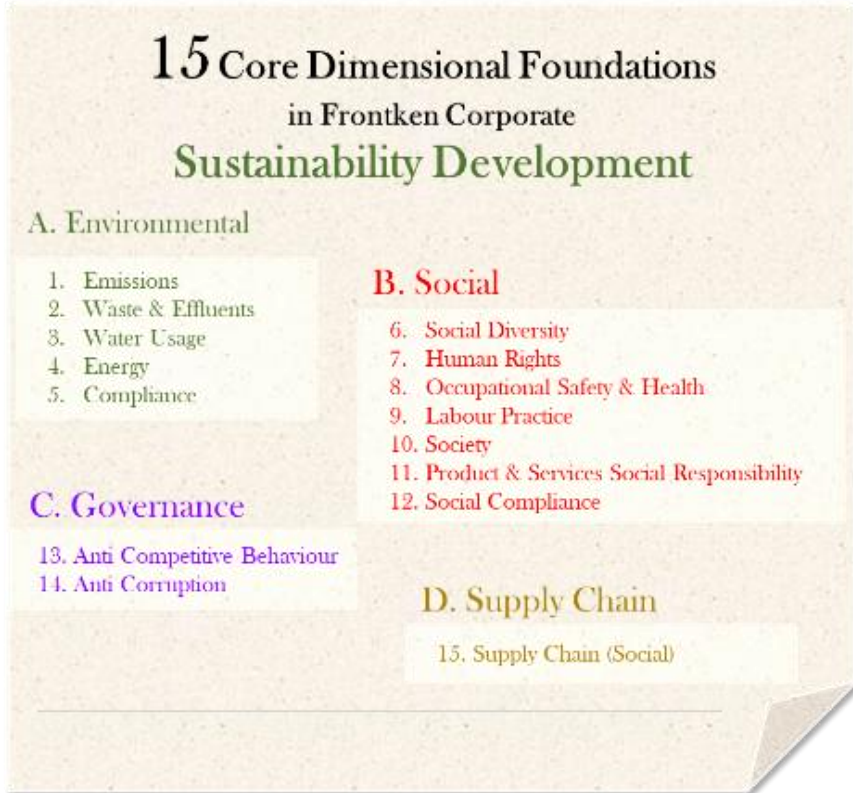 15 Core Dimensional Foundations
in Frontken Corporate
Sustainability Development
A. Environmental
1. Emissions
2. Waste & Effluents
3. Water Usage
4. Energy
5. Compliance
B. Social
6. Social Diversity
7. Human Rights
8. Occupational Safety & Health
9. Labour Practice
10. Society
11. Product & Services Social Responsibility
12. Social Compliance
C. Governance
13. Anti Competitive Behaviour
14. Anti Corruption
D. Supply Chain
15. Supply Chain (Social)